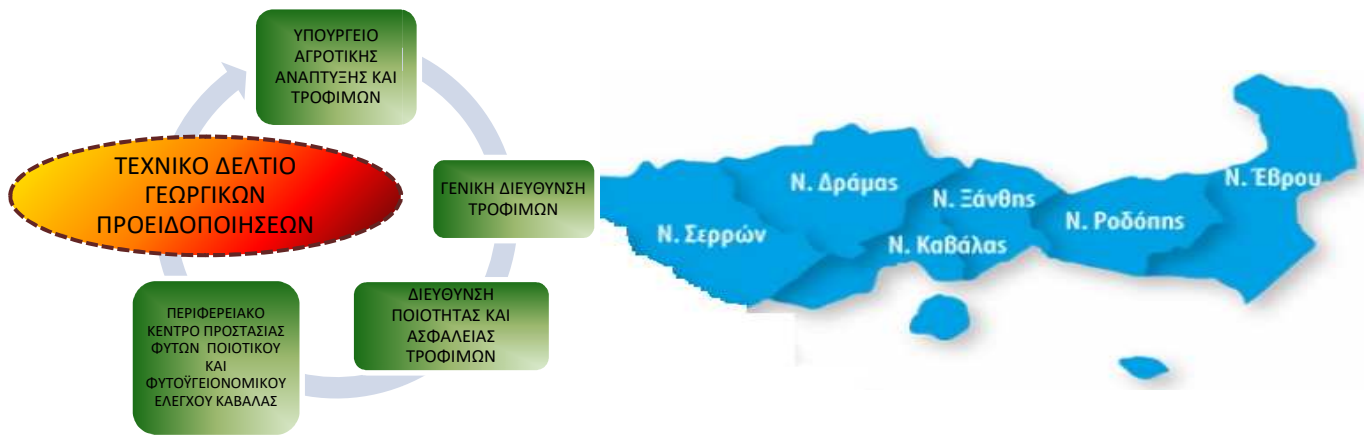 ΥΠΟΥΡΓΕΙΟ
ΑΓΡΟΤΙΚΗΣ
ΑΝΑΠΤΥΞΗΣ ΚΑΙ
ΤΡΟΦΙΜΩΝ
ΓΕΝΙΚΗ ΔΙΕΥΘΥΝΣΗ
ΤΡΟΦΙΜΩΝ
ΔΙΕΥΘΥΝΣΗ
ΠΟΙΟΤΗΤΑΣ ΚΑΙ
ΑΣΦΑΛΕΙΑΣ
ΤΡΟΦΙΜΩΝ
ΠΕΡΙΦΕΡΕΙΑΚΟ
ΚΕΝΤΡΟ ΠΡΟΣΤΑΣΙΑΣ
ΦΥΤΩΝ ΠΟΙΟΤΙΚΟΥ
ΚΑΙ
ΦΥΤΟΫΓΕΙΟΝΟΜΙΚΟΥ
ΕΛΕΓΧΟΥ ΚΑΒΑΛΑΣ
ΤΕΧΝΙΚΟ ΔΕΛΤΙΟ
ΓΕΩΡΓΙΚΩΝ
ΠΡΟΕΙΔΟΠΟΙΗΣΕΩΝ
Ν. Σερρών
Ν. Δράμας
Ν. Καβάλας
Ν. Ξάνθης
Ν. Ροδόπης
Ν. Έβρου